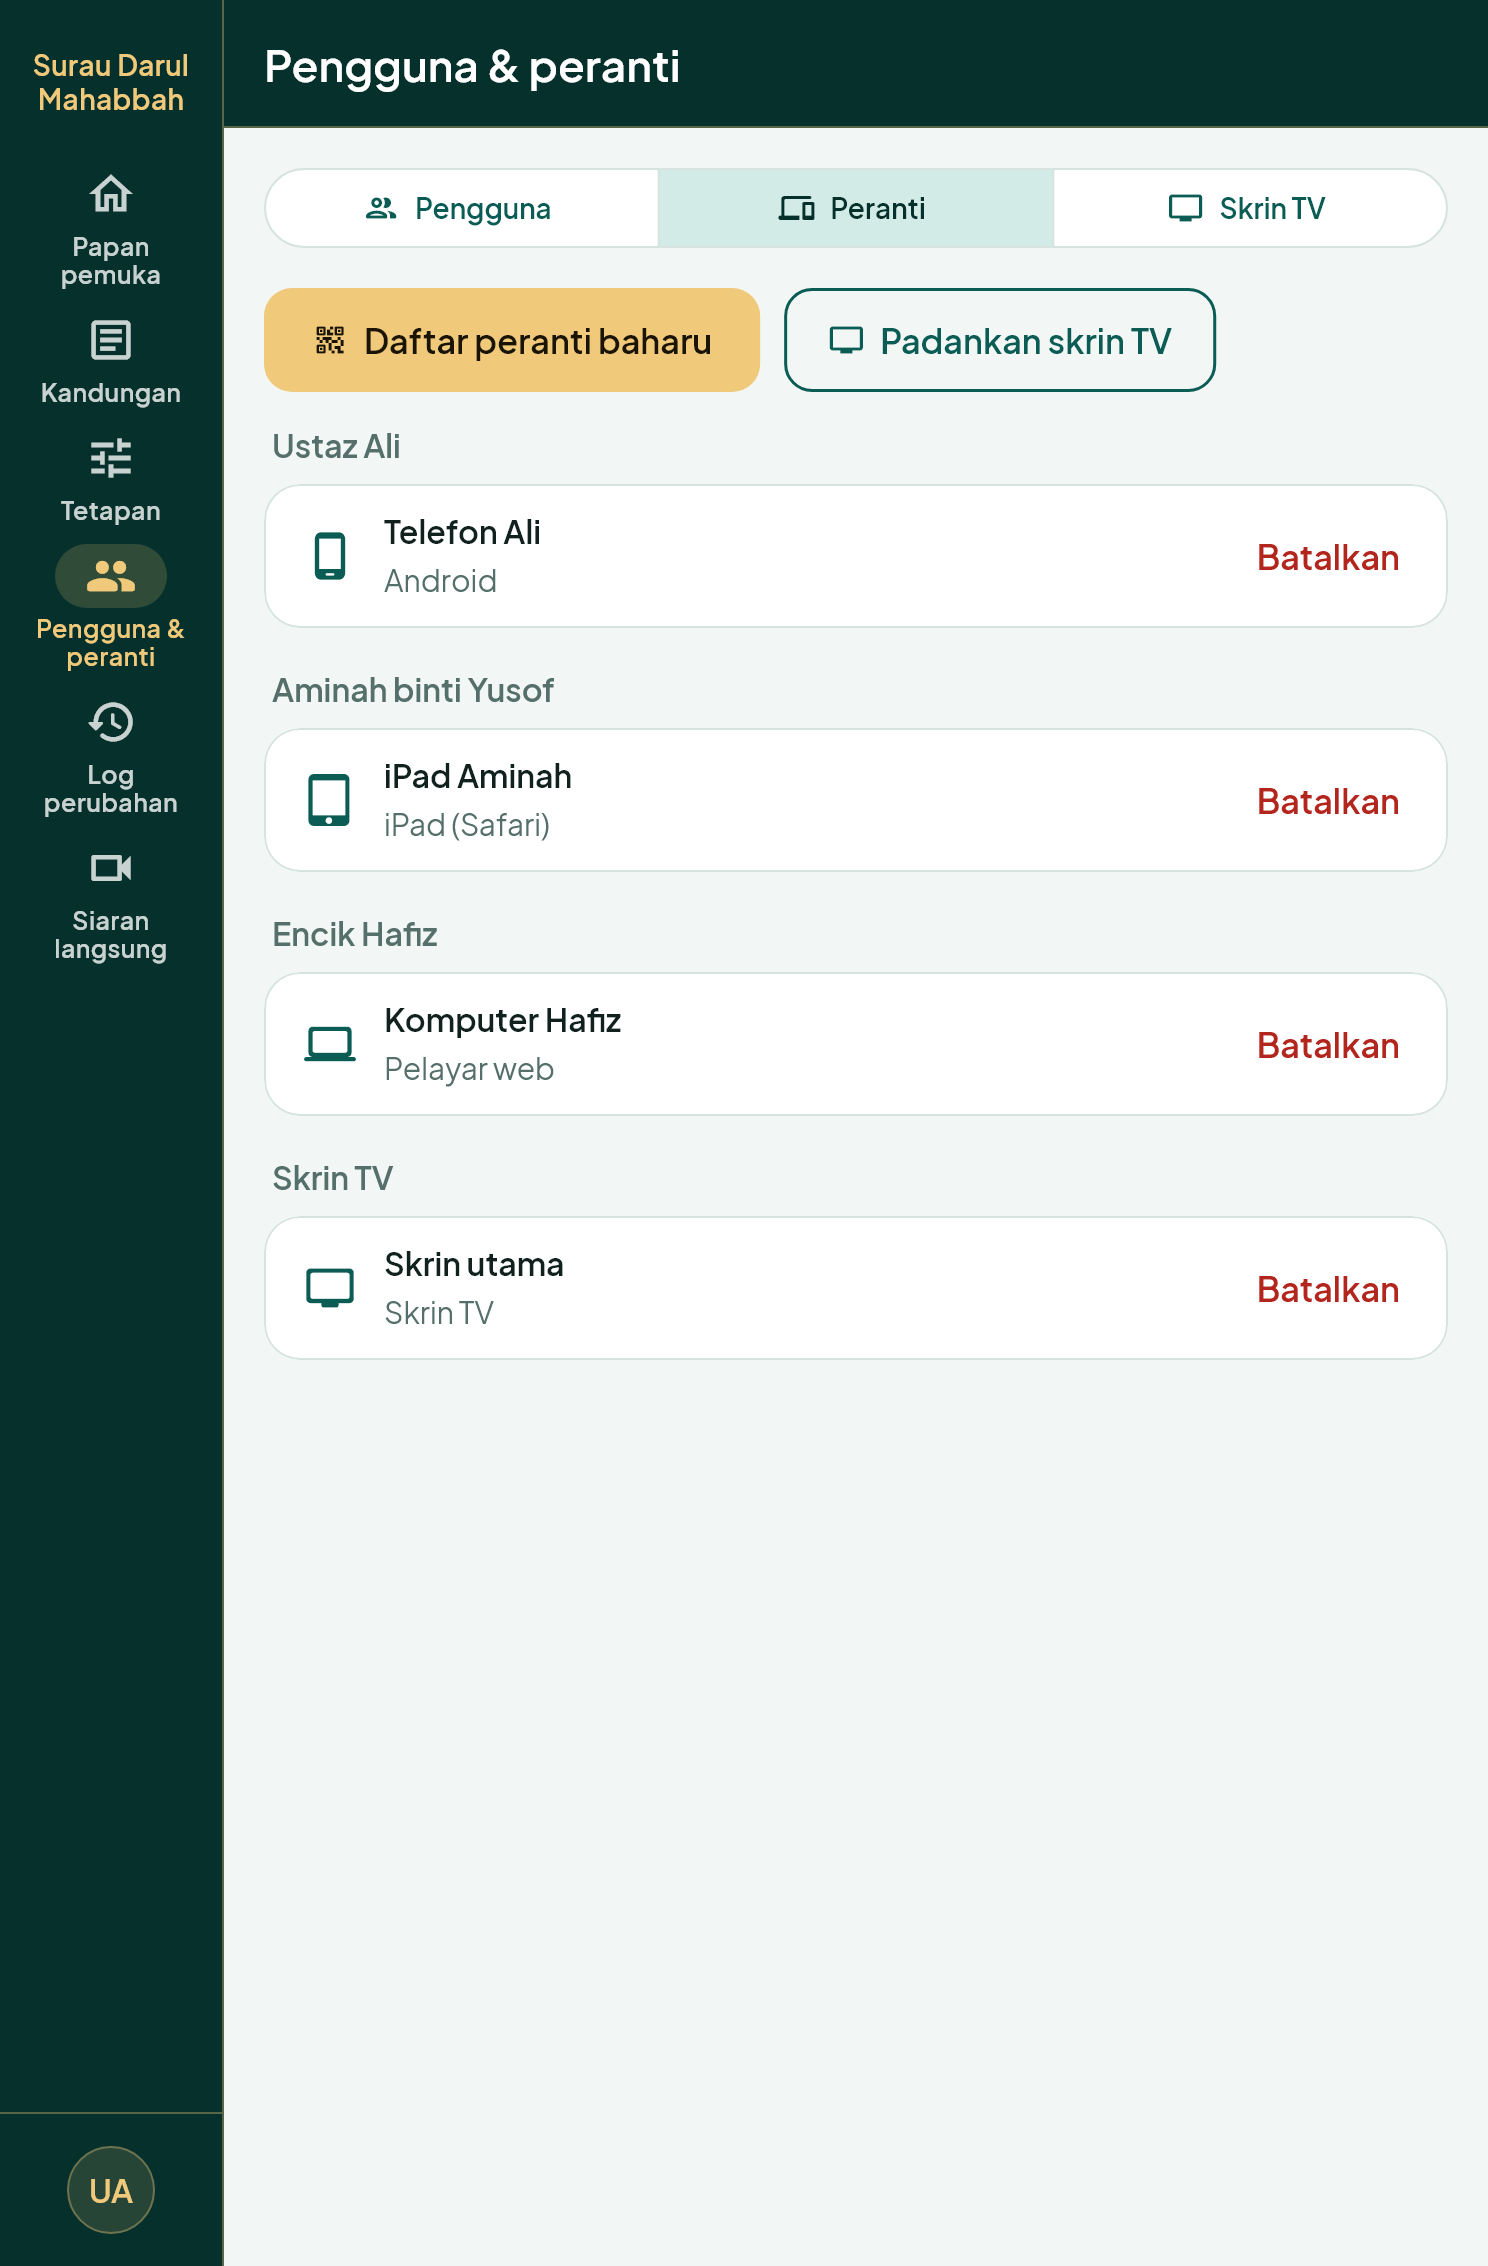 Surau Darul
Mahabbah
Papan
pemuka
Kandungan
Tetapan
Pengguna &
peranti
Log
perubahan
Siaran
langsung
UA
Pengguna & peranti
Pengguna
Peranti
Skrin TV
Daftar peranti baharu
Padankan skrin TV
Ustaz Ali
Telefon Ali
Android
Batalkan
Aminah binti Yusof
iPad Aminah
iPad (Safari)
Batalkan
Encik Hafiz
Komputer Hafiz
Pelayar web
Batalkan
Skrin TV
Skrin utama
Skrin TV
Batalkan